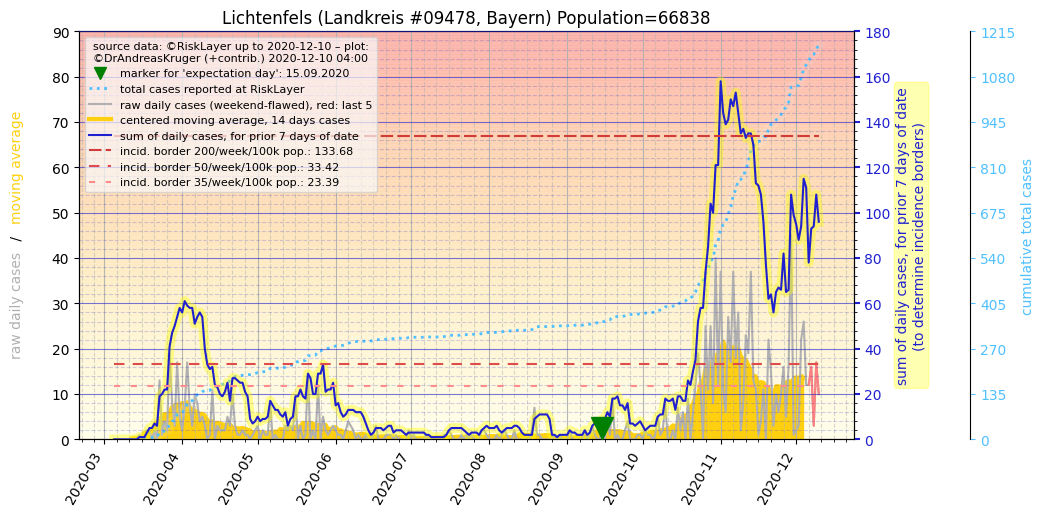 Lichtenfels (Landkreis #09478, Bayern) Population=66838
source data: ©RiskLayer up to 2020-12-10 – plot:
©DrAndreasKruger (+contrib.) 2020-12-10 04:00
marker for 'expectation day': 15.09.2020
total cases reported at RiskLayer
raw daily cases (weekend-flawed), red: last 5
centered moving average, 14 days cases
sum of daily cases, for prior 7 days of date
incid. border 200/week/100k pop.: 133.68
incid. border 50/week/100k pop.: 33.42
incid. border 35/week/100k pop.: 23.39
raw daily cases / moving average
90
80
70
60
50
40
30
20
10
0
2020-03
2020-04
2020-05
2020-06
2020-07
2020-08
2020-09
2020-10
2020-11
2020-12
180
160
140
120
100
80
60
40
20
0
sum of daily cases, for prior 7 days of date
(to determine incidence borders)
1215
1080
945
810
675
540
405
270
135
0
cumulative total cases